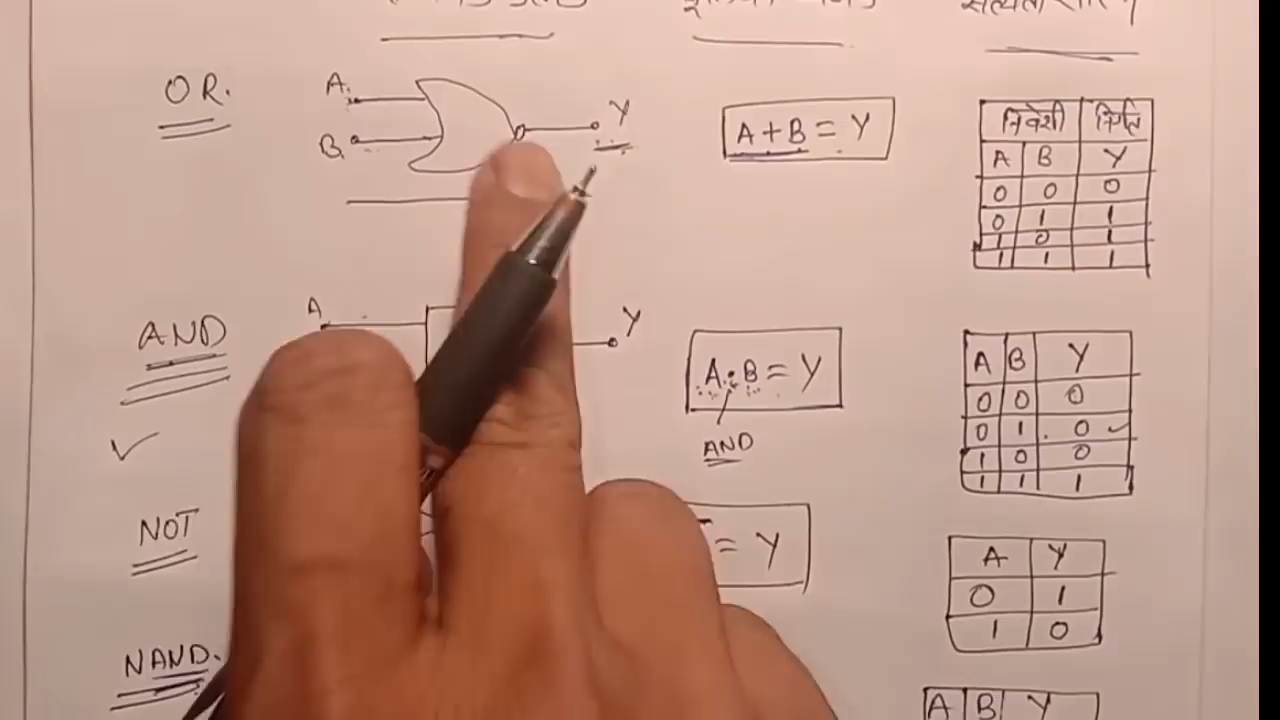 OR.
A
B
Y
A + B = Y
निवेशी निर्गत
A B Y
0 0 0
0 1 1
1 0 1
1 1 1
AND
A
Y
A . B = Y
AND
A B Y
0 0 0
0 1 0
1 0 0
1 1 1
NOT
= Y
A Y
0 1
1 0
NAND.
A B Y